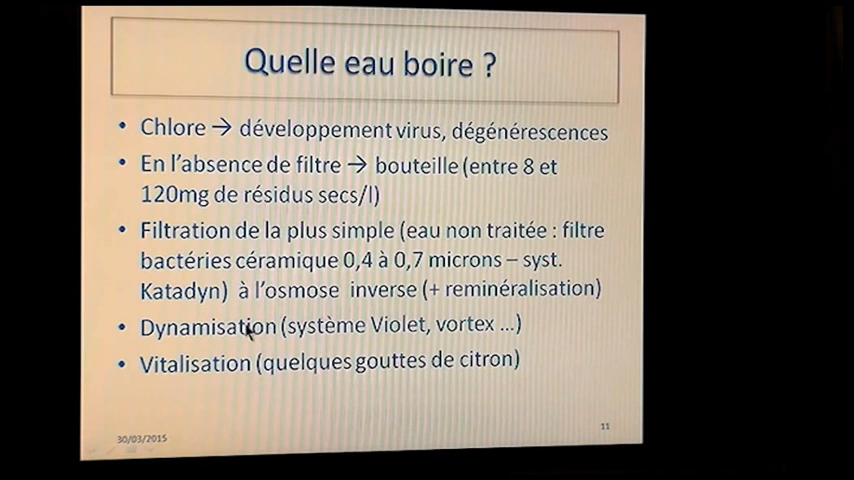 Quelle eau boire ?
• Chlore → développement virus, dégénérescences
• En l'absence de filtre → bouteille (entre 8 et
120mg de résidus secs/l)
• Filtration de la plus simple (eau non traitée : filtre
bactéries céramique 0,4 à 0,7 microns – syst.
Katadyn) à l'osmose inverse (+ reminéralisation)
• Dynamisation (système Violet, vortex ...)
• Vitalisation (quelques gouttes de citron)
30/03/2015
11